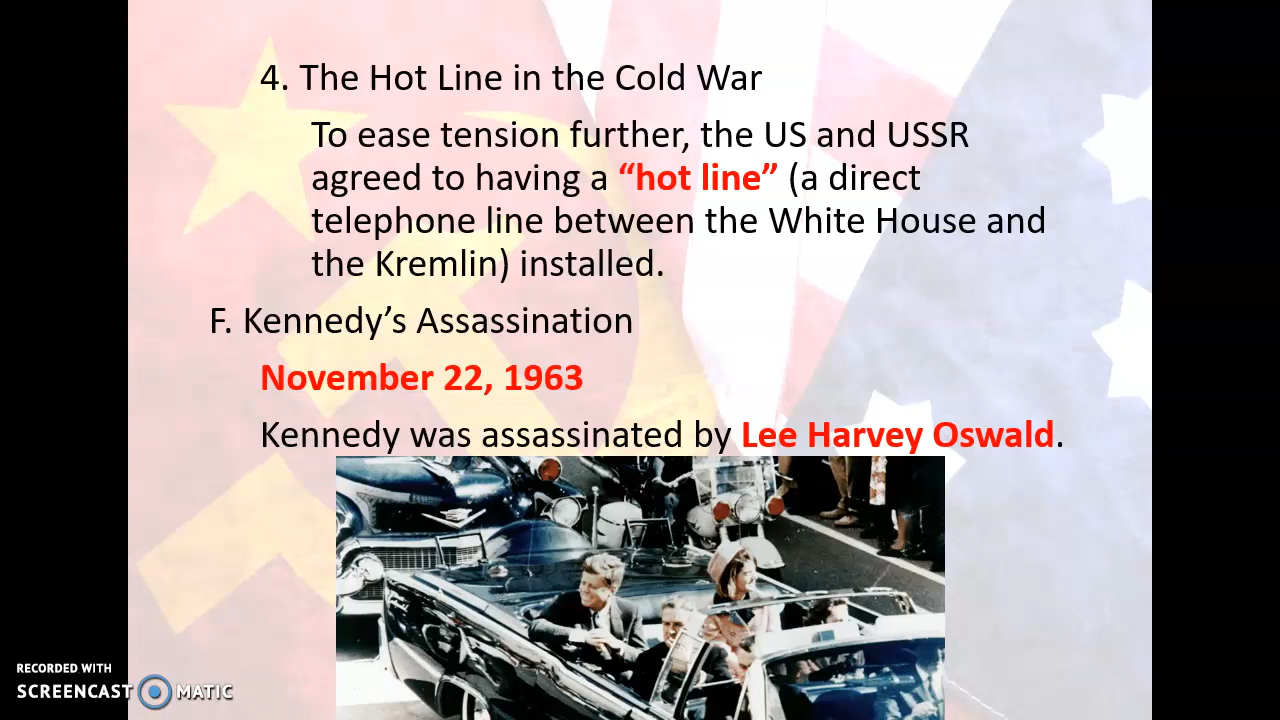 4. The Hot Line in the Cold War
To ease tension further, the US and USSR
agreed to having a “hot line” (a direct
telephone line between the White House and
the Kremlin) installed.
F. Kennedy’s Assassination
November 22, 1963
Kennedy was assassinated by Lee Harvey Oswald.
RECORDED WITH
SCREENCAST MATIC